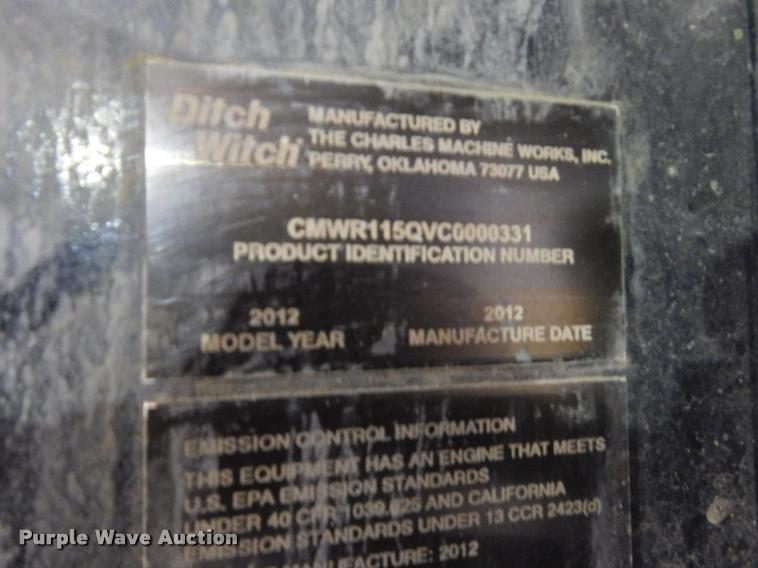 Ditch
Witch
MANUFACTURED BY
THE CHARLES MACHINE WORKS, INC.
PERRY, OKLAHOMA 73077 USA
CMWR115QVC0000331
PRODUCT IDENTIFICATION NUMBER
2012
MODEL YEAR
2012
MANUFACTURE DATE
EMISSION CONTROL INFORMATION
THIS EQUIPMENT HAS AN ENGINE THAT MEETS
U.S. EPA EMISSION STANDARDS
UNDER 40 CFR 1039.625 AND CALIFORNIA
EMISSION STANDARDS UNDER 13 CCR 2423(d)
MANUFACTURE: 2012
Purple Wave Auction